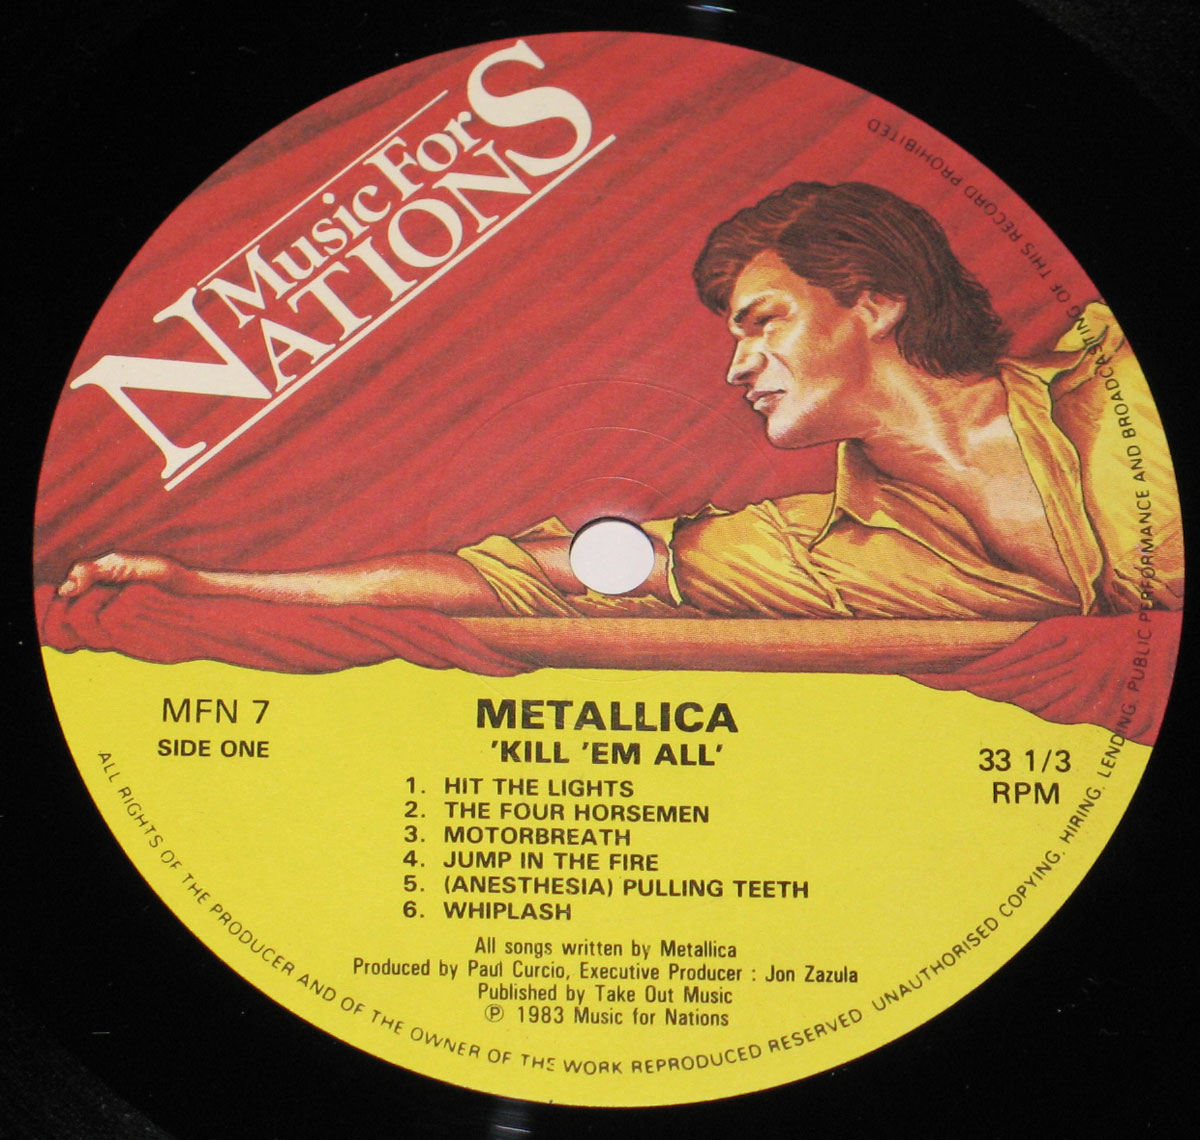 Music For
NATIONS
MFN 7
SIDE ONE
METALLICA
'KILL 'EM ALL'
33 1/3
RPM
1. HIT THE LIGHTS
2. THE FOUR HORSEMEN
3. MOTORBREATH
4. JUMP IN THE FIRE
5. (ANESTHESIA) PULLING TEETH
6. WHIPLASH
All songs written by Metallica
Produced by Paul Curcio, Executive Producer : Jon Zazula
Published by Take Out Music
℗ 1983 Music for Nations
ALL RIGHTS OF THE PRODUCER AND OF THE OWNER OF THE WORK REPRODUCED RESERVED UNAUTHORISED COPYING. HIRING. LENDING. PUBLIC PERFORMANCE AND BROADCASTING OF THIS RECORD PROHIBITED